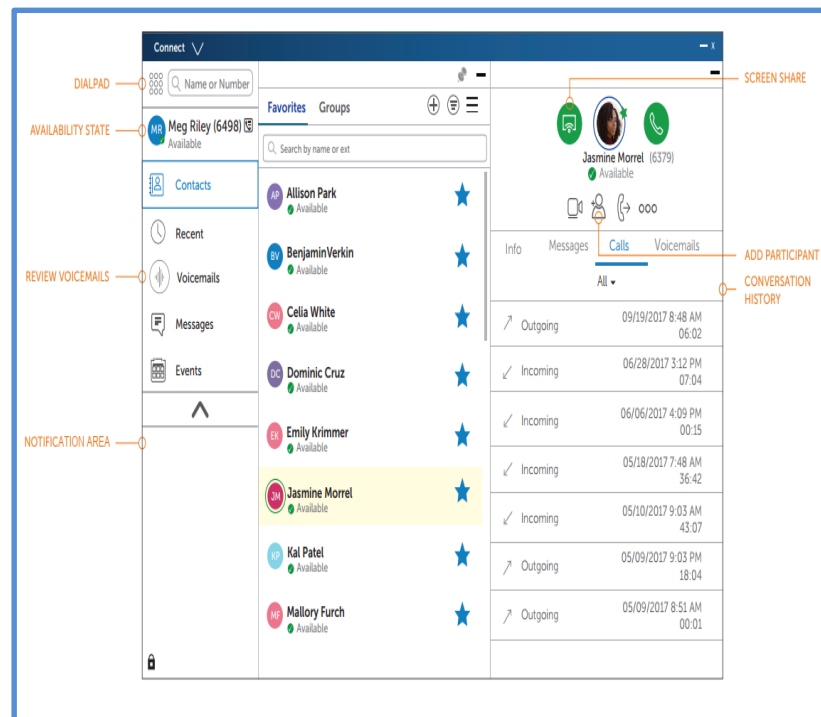 Connect
x
DIALPAD
Name or Number
SCREEN SHARE
AVAILABILITY STATE
MR
Meg Riley (6498)
Available
Contacts
Recent
REVIEW VOICEMAILS
Voicemails
Messages
Events
NOTIFICATION AREA
Favorites Groups
Search by name or ext
AP
Allison Park
Available
BV
BenjaminVerkin
Available
CW
Celia White
Available
DC
Dominic Cruz
Available
EK
Emily Krimmer
Available
JM
Jasmine Morrel
Available
KP
Kal Patel
Available
MF
Mallory Furch
Available
Jasmine Morrel (6379)
Available
ADD PARTICIPANT
Info Messages Calls Voicemails
CONVERSATION
HISTORY
All
Outgoing 09/19/2017 8:48 AM
06:02
Incoming 06/28/2017 3:12 PM
07:04
Incoming 06/06/2017 4:09 PM
00:15
Incoming 05/18/2017 7:48 AM
36:42
Incoming 05/10/2017 9:03 AM
43:07
Outgoing 05/09/2017 9:03 PM
18:04
Outgoing 05/09/2017 8:51 AM
00:01